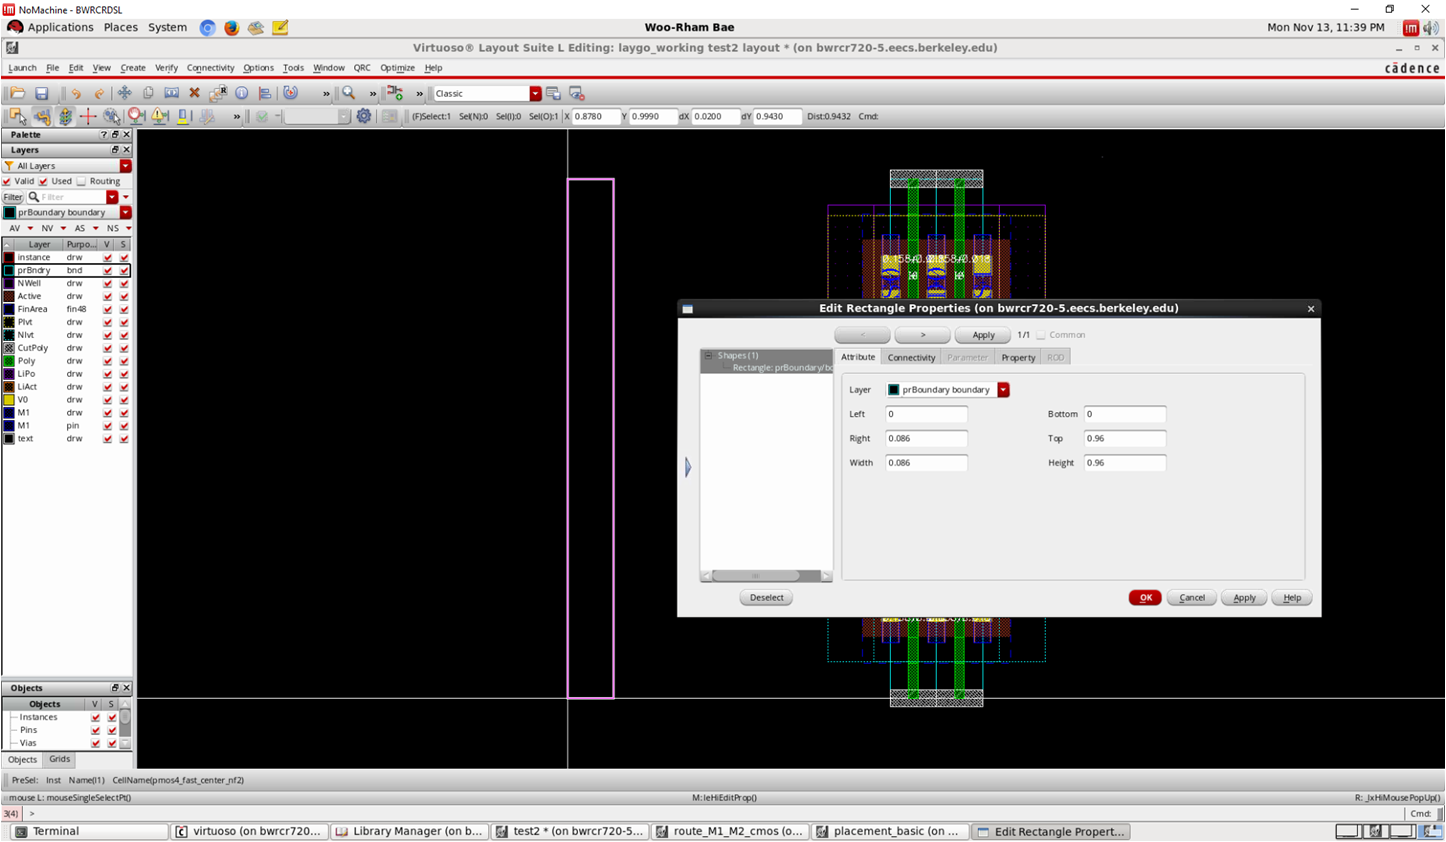 NoMachine - BWRCRDSL
Applications Places System
Woo-Rham Bae
Mon Nov 13, 11:39 PM
Virtuoso® Layout Suite L Editing: laygo_working test2 layout * (on bwrcr720-5.eecs.berkeley.edu)
Launch File Edit View Create Verify Connectivity Options Tools Window QRC Optimize Help
cādence
» » » Classic
» (F)Select:1 Sel(N):0 Sel(I):0 Sel(O):1 X 0.8780 Y 0.9990 dX 0.0200 dY 0.9430 Dist:0.9432 Cmd:
Palette
Layers
All Layers
Valid Used Routing
Filter Filter
prBoundary boundary
AV NV AS NS
Layer Purpo... V S
instance drw
prBndry bnd
NWell drw
Active drw
FinArea fin48
Plvt drw
Nlvt drw
CutPoly drw
Poly drw
LiPo drw
LiAct drw
V0 drw
M1 drw
M1 pin
text drw
Edit Rectangle Properties (on bwrcr720-5.eecs.berkeley.edu)
< > Apply 1/1 Common
Shapes (1)
Rectangle: prBoundary/bo
Attribute Connectivity Parameter Property ROD
Layer prBoundary boundary
Left 0 Bottom 0
Right 0.086 Top 0.96
Width 0.086 Height 0.96
Deselect
OK Cancel Apply Help
Objects
Objects V S
Instances
Pins
Vias
Objects Grids
PreSel: Inst Name(I1) CellName(pmos4_fast_center_nf2)
mouse L: mouseSingleSelectPt() M: leHiEditProp() R: _lxHiMousePopUp()
3(4) > Cmd:
Terminal
virtuoso (on bwrcr720...
Library Manager (on b...
test2 * (on bwrcr720-5...
route_M1_M2_cmos (o...
placement_basic (on ...
Edit Rectangle Propert...